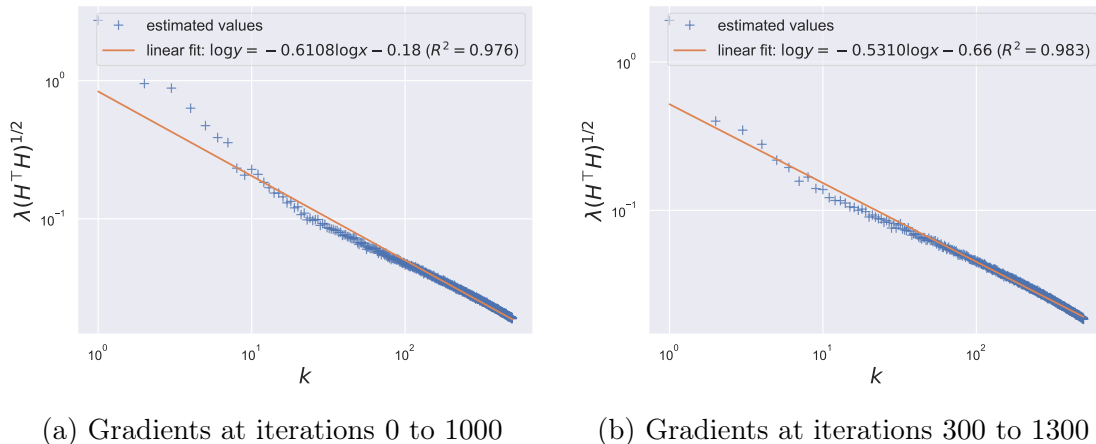 estimated values
linear fit: logy = −0.6108logx − 0.18 (R² = 0.976)
10⁰
10⁻¹
λ(H⊤H)^{1/2}
10⁰ 10¹ 10²
k
(a) Gradients at iterations 0 to 1000
estimated values
linear fit: logy = −0.5310logx − 0.66 (R² = 0.983)
10⁰
10⁻¹
λ(H⊤H)^{1/2}
10⁰ 10¹ 10²
k
(b) Gradients at iterations 300 to 1300